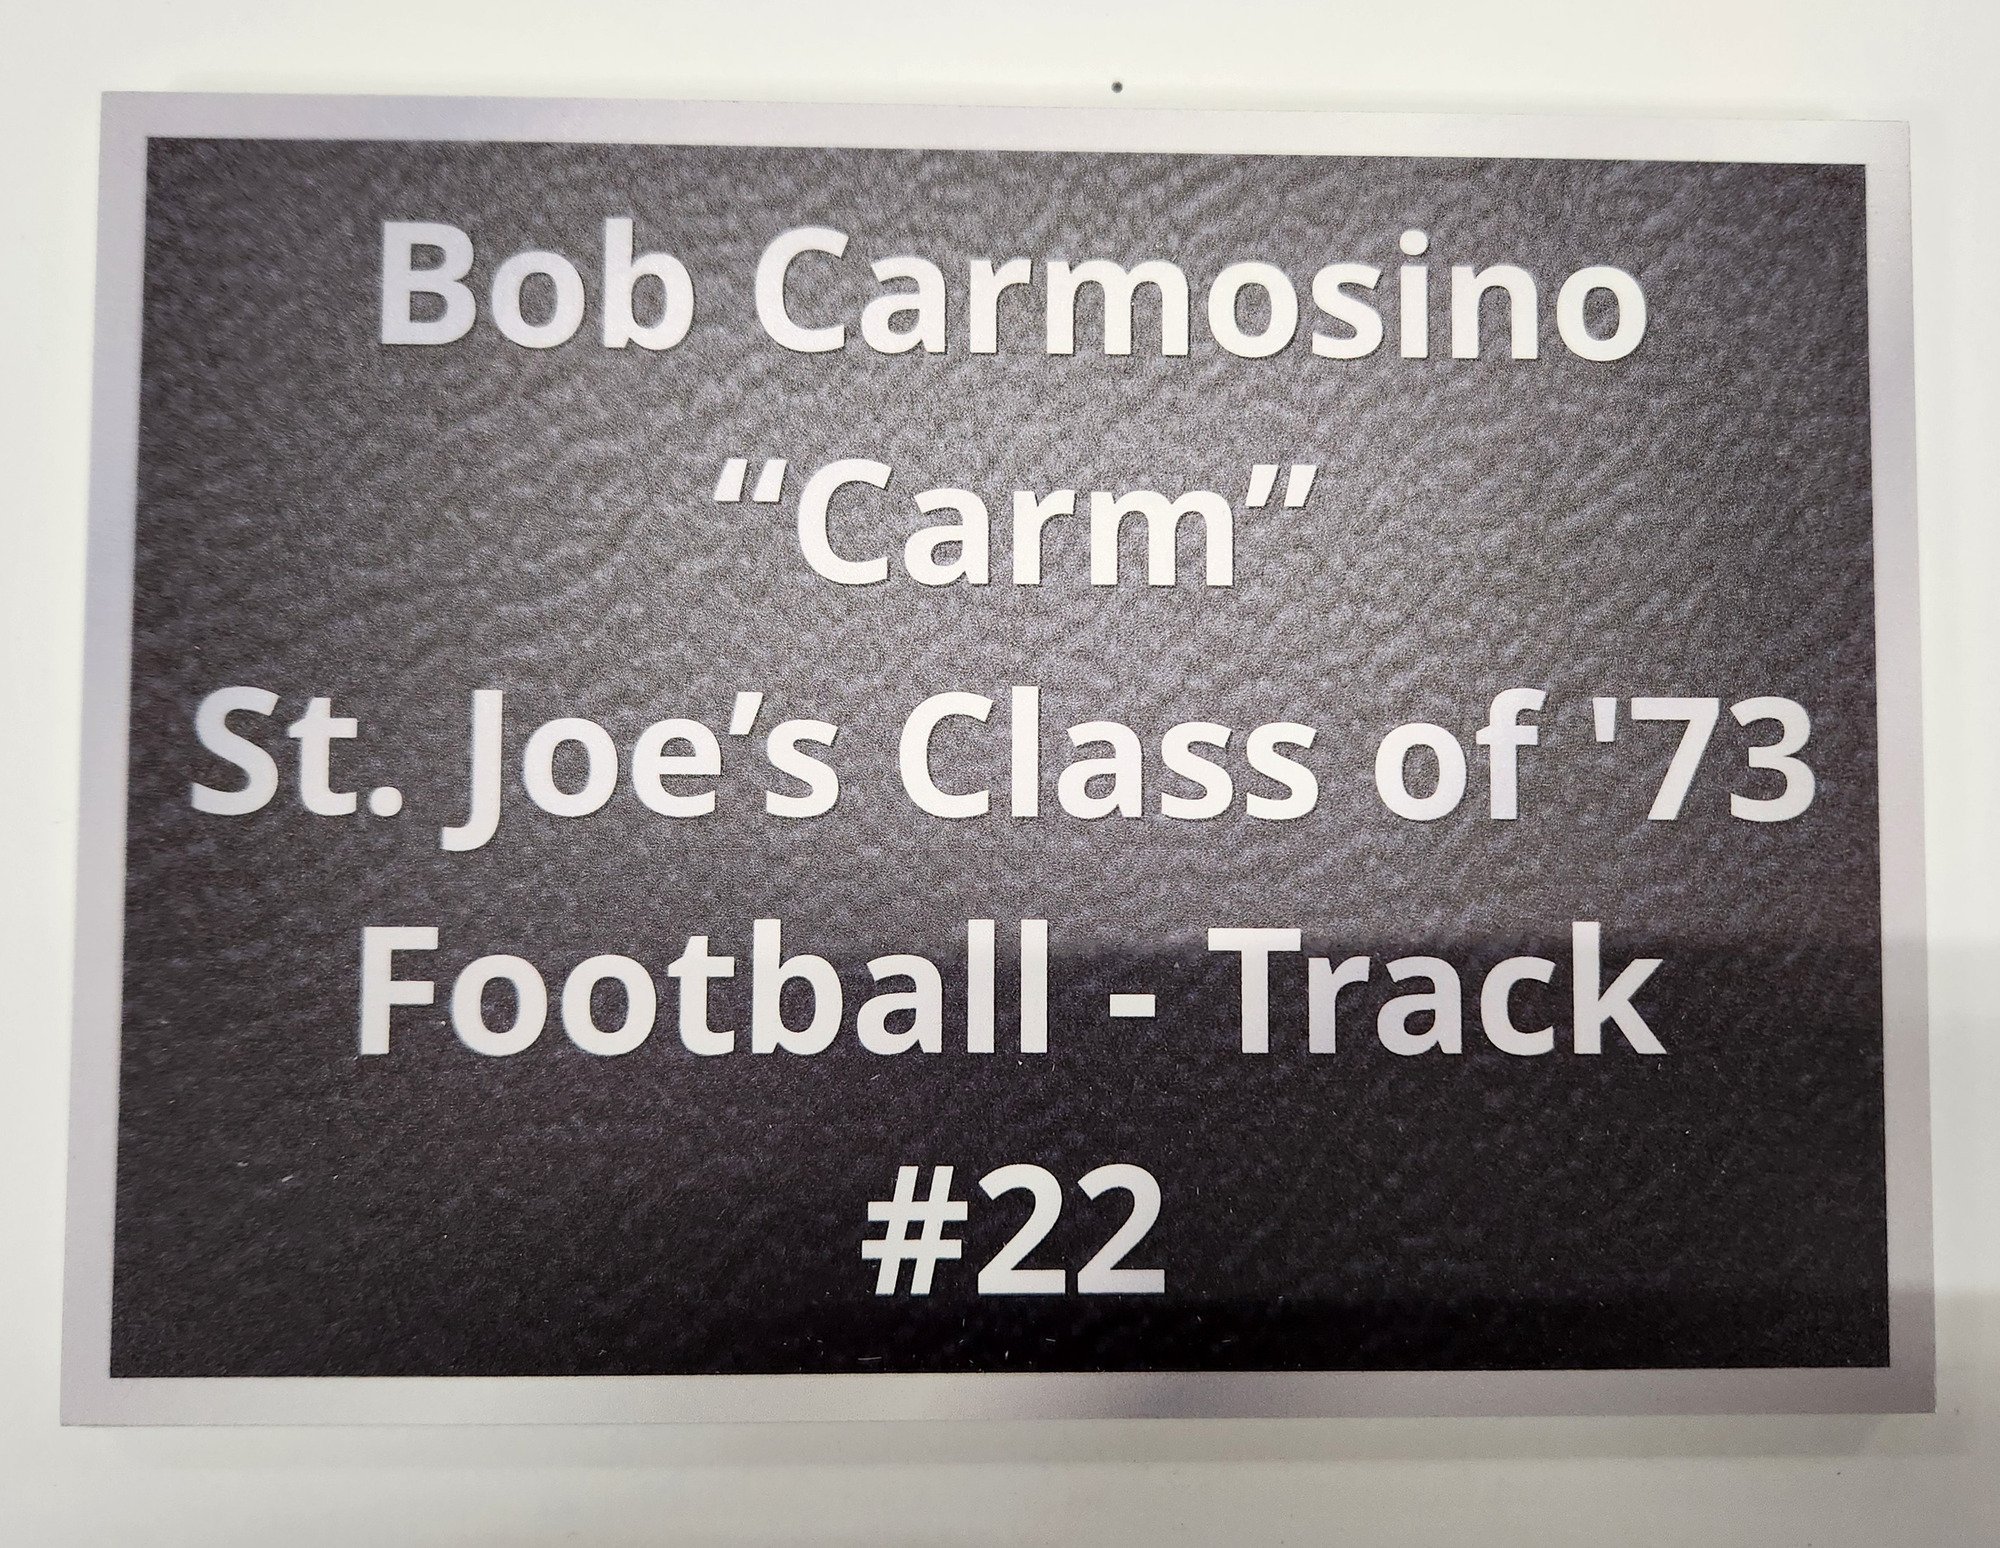 Bob Carmosino
“Carm”
St. Joe’s Class of '73
Football - Track
#22